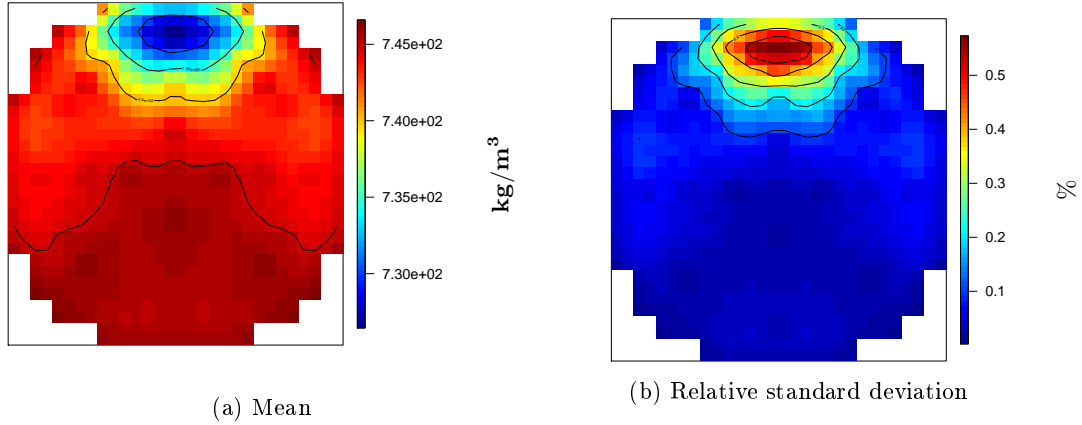 7.45e+02
7.40e+02
7.35e+02
7.30e+02
kg/m³
0.5
0.4
0.3
0.2
0.1
%
(a) Mean
(b) Relative standard deviation